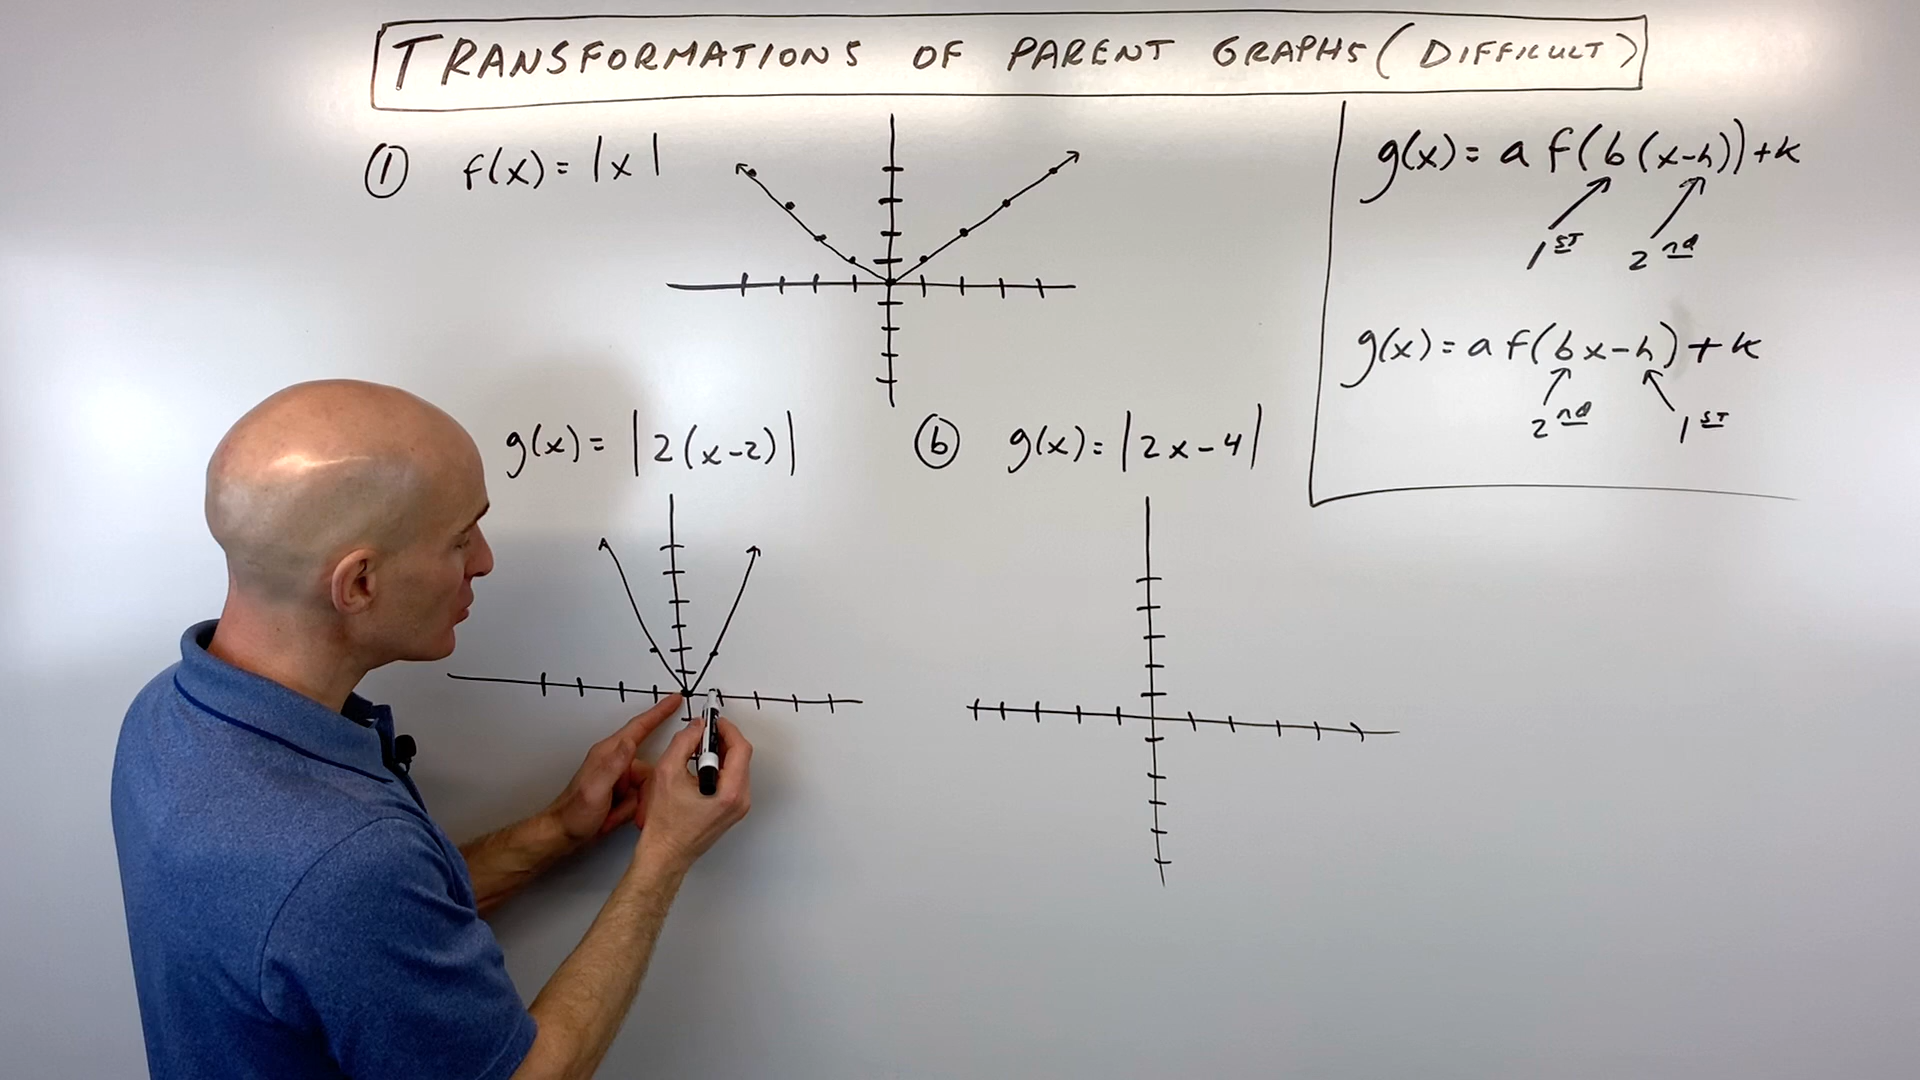 TRANSFORMATIONS OF PARENT GRAPHS (DIFFICULT)
① f(x) = |x|
g(x) = a f(b(x-h)) + k
1ST 2nd
g(x) = a f(bx-h) + k
2nd 1ST
g(x) = |2(x-2)|
ⓑ g(x) = |2x-4|